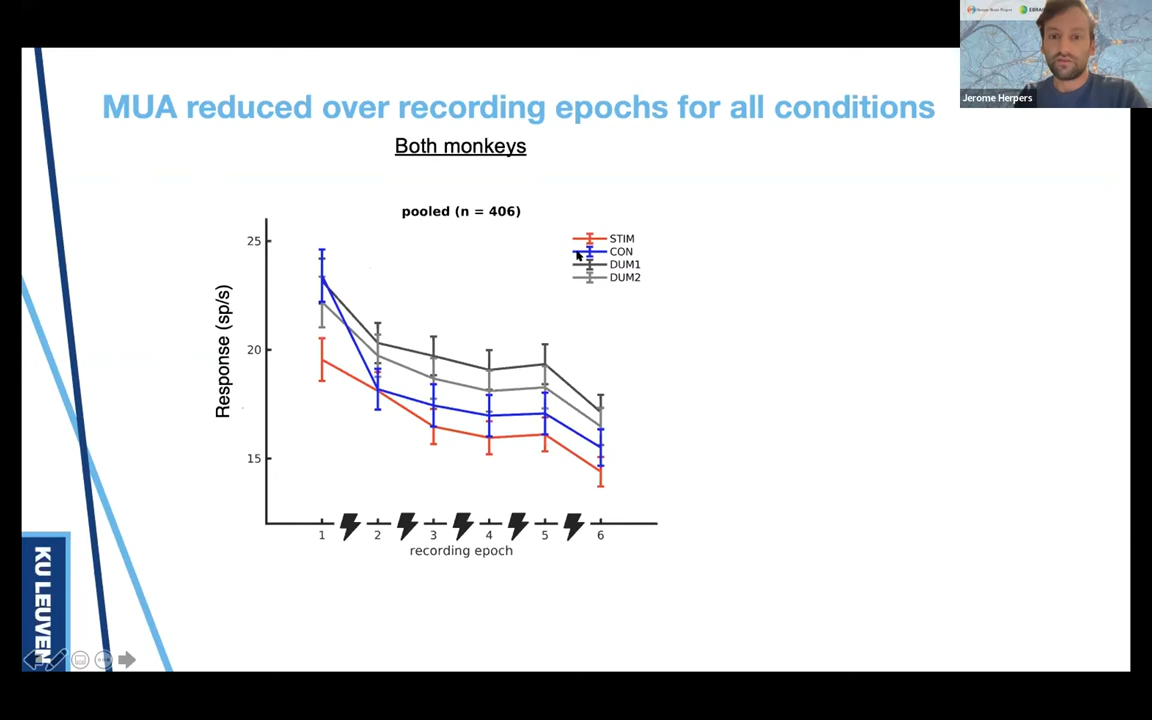 MUA reduced over recording epochs for all conditions
Jerome Herpers
Both monkeys
pooled (n = 406)
STIM
CON
DUM1
DUM2
25
20
15
Response (sp/s)
1 2 3 4 5 6
recording epoch
KU LEUVEN